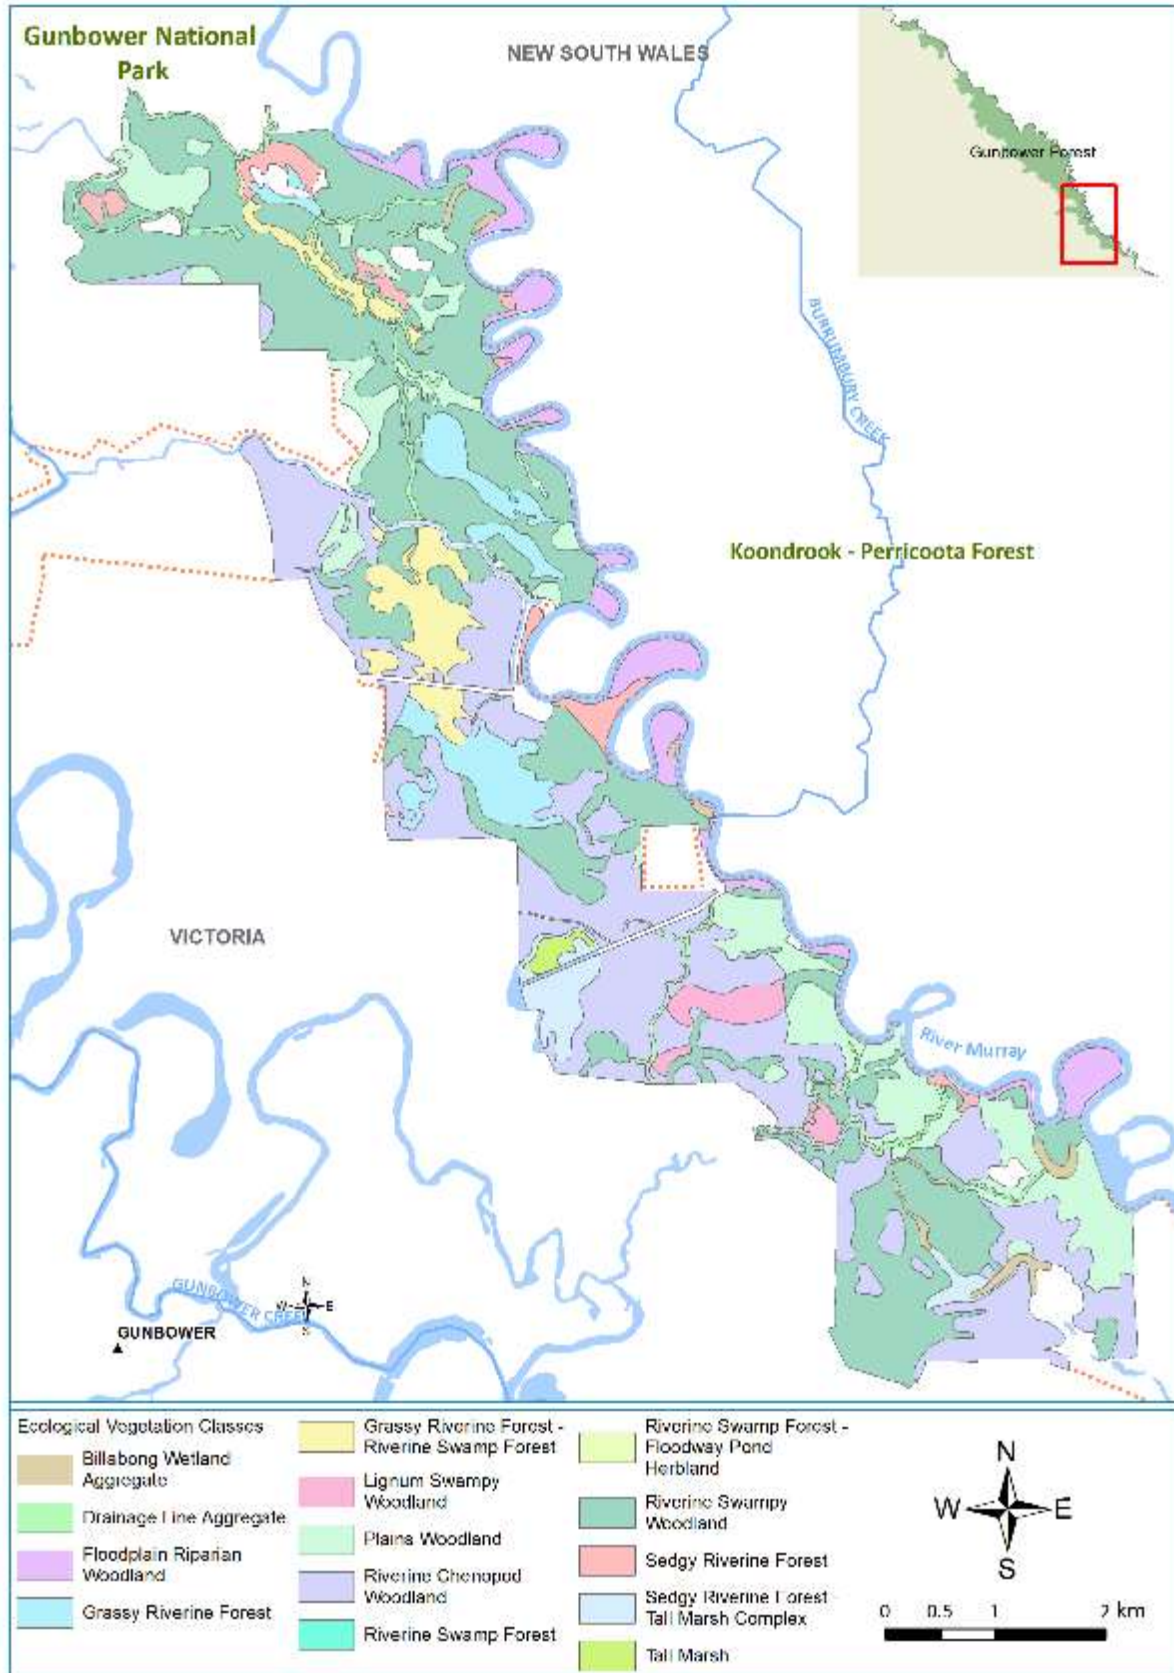 Gunbower National
Park
NEW SOUTH WALES
Gunbower Forest
BURRUMBURY CREEK
Koondrook - Perricoota Forest
VICTORIA
River Murray
GUNBOWER CREEK
N
W E
S
GUNBOWER
Ecological Vegetation Classes
Billabong Wetland
Aggregate
Drainage Line Aggregate
Floodplain Riparian
Woodland
Grassy Riverine Forest
Grassy Riverine Forest -
Riverine Swamp Forest
Lignum Swampy
Woodland
Plains Woodland
Riverine Chenopod
Woodland
Riverine Swamp Forest
Riverine Swamp Forest -
Floodway Pond
Herbland
Riverine Swampy
Woodland
Sedgy Riverine Forest
Sedgy Riverine Forest -
Tall Marsh Complex
Tall Marsh
N
W E
S
0 0.5 1 2 km